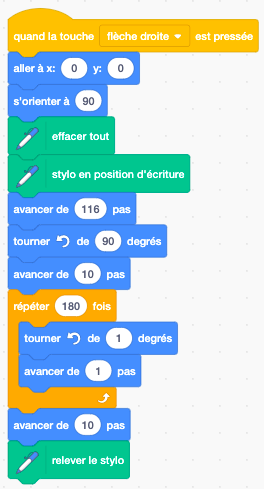 quand la touche flèche droite est pressée
aller à x: 0 y: 0
s'orienter à 90
effacer tout
stylo en position d'écriture
avancer de 116 pas
tourner de 90 degrés
avancer de 10 pas
répéter 180 fois
tourner de 1 degrés
avancer de 1 pas
avancer de 10 pas
relever le stylo